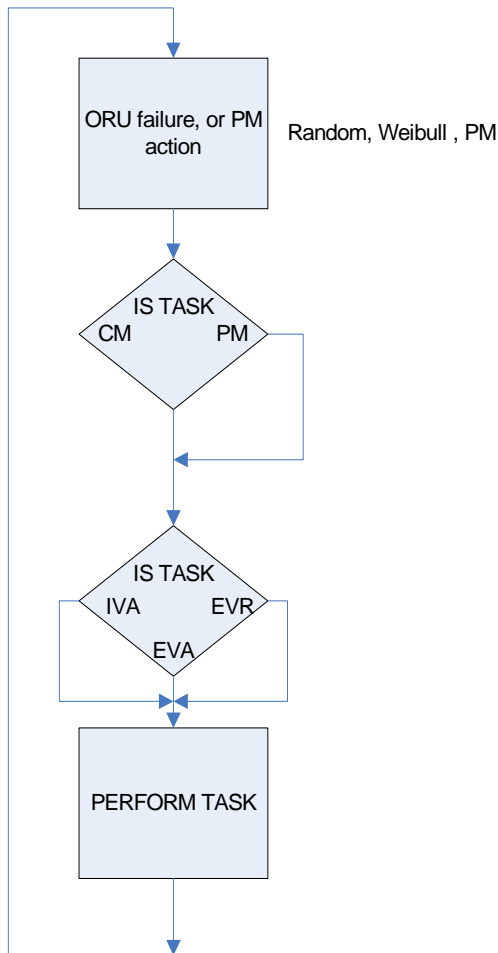 ORU failure, or PM
action
Random, Weibull , PM
IS TASK
CM PM
IS TASK
IVA EVR
EVA
PERFORM TASK